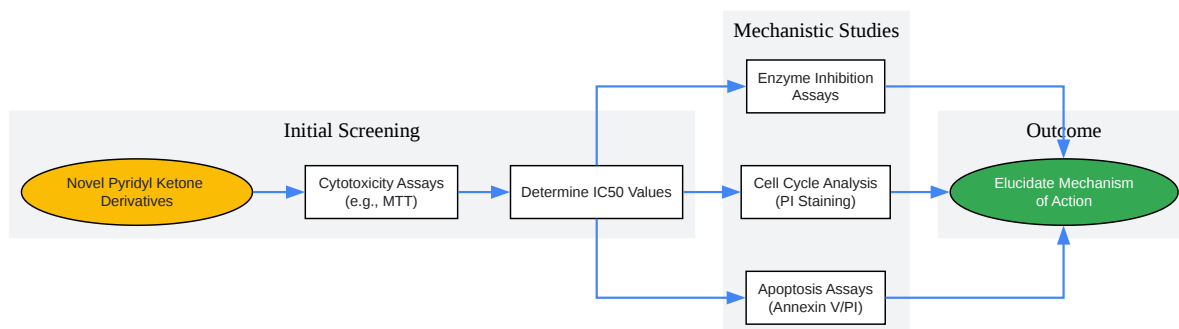 Initial Screening
Novel Pyridyl Ketone
Derivatives
Cytotoxicity Assays
(e.g., MTT)
Determine IC50 Values
Mechanistic Studies
Enzyme Inhibition
Assays
Cell Cycle Analysis
(PI Staining)
Apoptosis Assays
(Annexin V/PI)
Outcome
Elucidate Mechanism
of Action